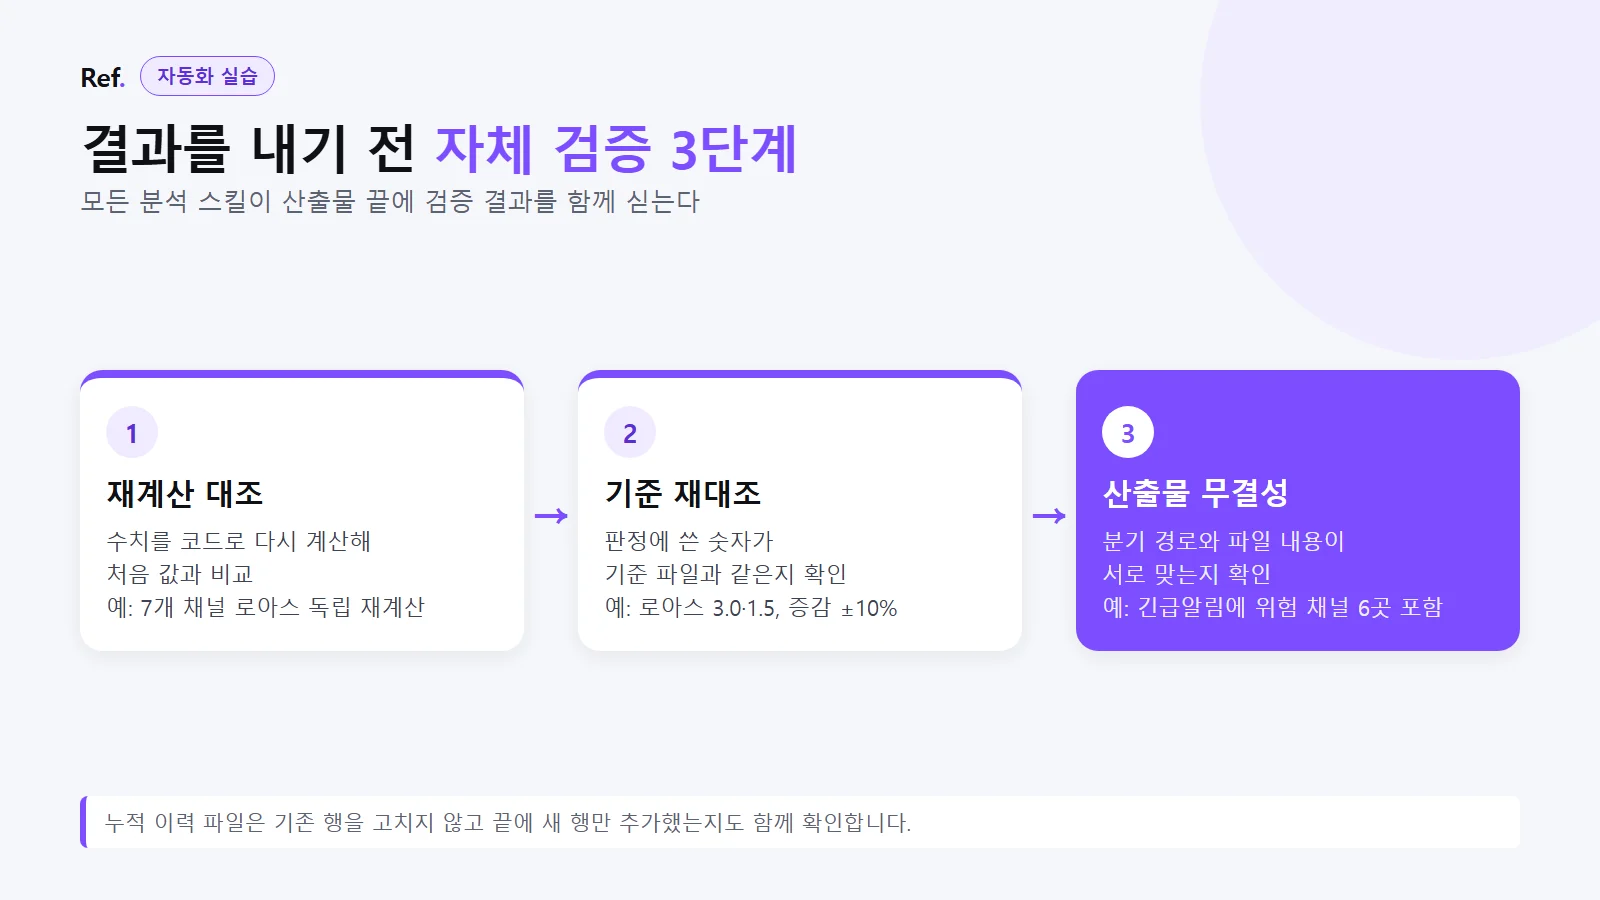 Ref.
자동화 실습
결과를 내기 전 자체 검증 3단계
모든 분석 스킬이 산출물 끝에 검증 결과를 함께 싣는다
1
재계산 대조
수치를 코드로 다시 계산해
처음 값과 비교
예: 7개 채널 로아스 독립 재계산
→
2
기준 재대조
판정에 쓴 숫자가
기준 파일과 같은지 확인
예: 로아스 3.0·1.5, 증감 ±10%
→
3
산출물 무결성
분기 경로와 파일 내용이
서로 맞는지 확인
예: 긴급알림에 위험 채널 6곳 포함
누적 이력 파일은 기존 행을 고치지 않고 끝에 새 행만 추가했는지도 함께 확인합니다.